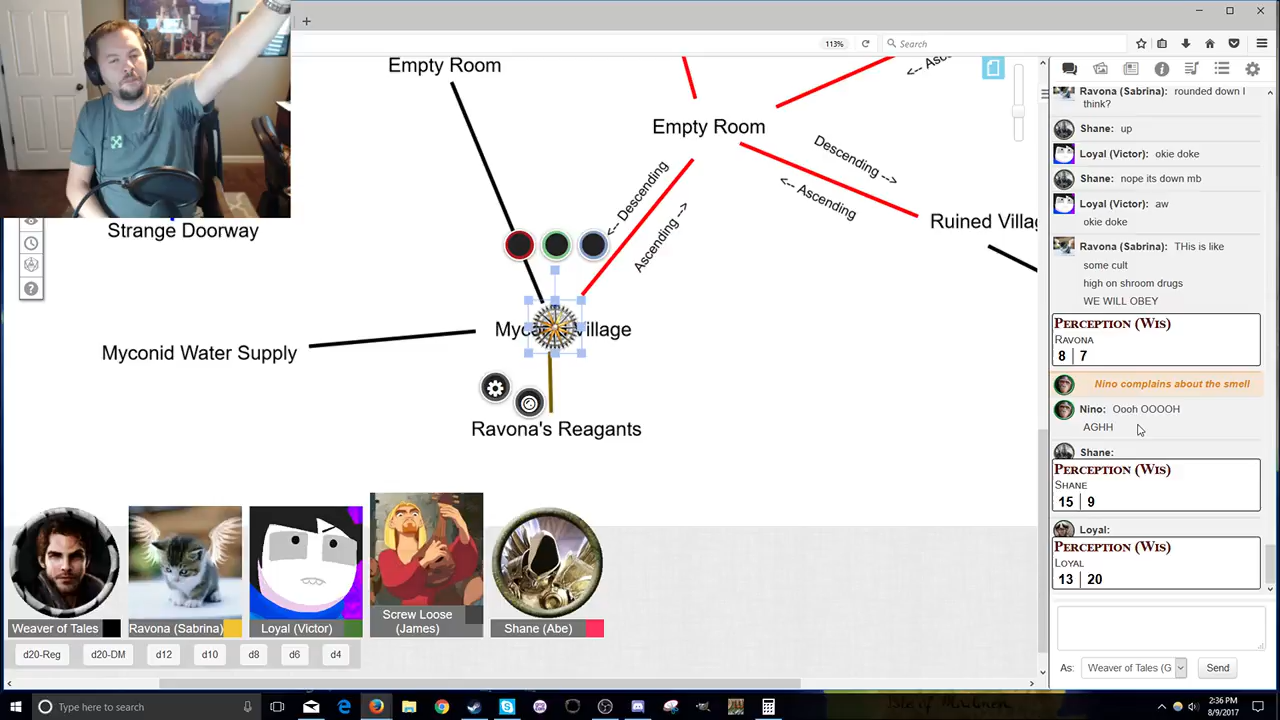 113%
Search
Empty Room
<-- Asc
Empty Room
Descending -->
<-- Ascending
<-- Descending
Ascending -->
Strange Doorway
Ruined Villag
Myconid Water Supply
Ravona's Reagants
Weaver of Tales
Ravona (Sabrina)
Loyal (Victor)
Screw Loose
(James)
Shane (Abe)
d20-Reg
d20-DM
d12
d10
d8
d6
d4
Ravona (Sabrina): rounded down I
think?
Shane: up
Loyal (Victor): okie doke
Shane: nope its down mb
Loyal (Victor): aw
okie doke
Ravona (Sabrina): THis is like
some cult
high on shroom drugs
WE WILL OBEY
PERCEPTION (WIS)
RAVONA
8 | 7
Nino complains about the smell
Nino: Oooh OOOOH
AGHH
Shane:
PERCEPTION (WIS)
SHANE
15 | 9
Loyal:
PERCEPTION (WIS)
LOYAL
13 | 20
As:
Weaver of Tales (G
Send
Type here to search
2:36 PM
8/9/2017